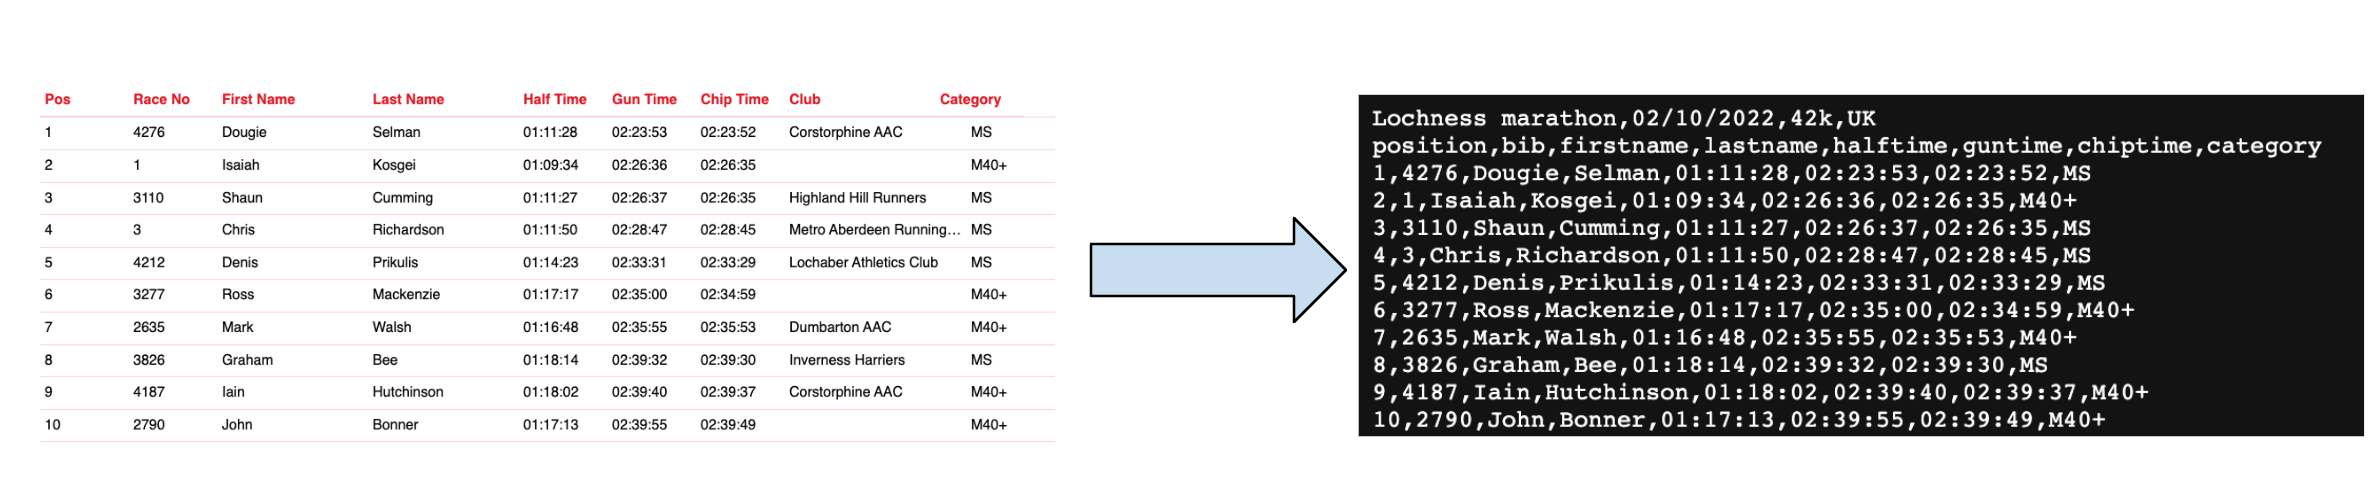 Pos Race No First Name Last Name Half Time Gun Time Chip Time Club Category
1 4276 Dougie Selman 01:11:28 02:23:53 02:23:52 Corstorphine AAC MS
2 1 Isaiah Kosgei 01:09:34 02:26:36 02:26:35 M40+
3 3110 Shaun Cumming 01:11:27 02:26:37 02:26:35 Highland Hill Runners MS
4 3 Chris Richardson 01:11:50 02:28:47 02:28:45 Metro Aberdeen Running... MS
5 4212 Denis Prikulis 01:14:23 02:33:31 02:33:29 Lochaber Athletics Club MS
6 3277 Ross Mackenzie 01:17:17 02:35:00 02:34:59 M40+
7 2635 Mark Walsh 01:16:48 02:35:55 02:35:53 Dumbarton AAC M40+
8 3826 Graham Bee 01:18:14 02:39:32 02:39:30 Inverness Harriers MS
9 4187 Iain Hutchinson 01:18:02 02:39:40 02:39:37 Corstorphine AAC M40+
10 2790 John Bonner 01:17:13 02:39:55 02:39:49 M40+
Lochness marathon,02/10/2022,42k,UK
position,bib,firstname,lastname,halftime,guntime,chiptime,category
1,4276,Dougie,Selman,01:11:28,02:23:53,02:23:52,MS
2,1,Isaiah,Kosgei,01:09:34,02:26:36,02:26:35,M40+
3,3110,Shaun,Cumming,01:11:27,02:26:37,02:26:35,MS
4,3,Chris,Richardson,01:11:50,02:28:47,02:28:45,MS
5,4212,Denis,Prikulis,01:14:23,02:33:31,02:33:29,MS
6,3277,Ross,Mackenzie,01:17:17,02:35:00,02:34:59,M40+
7,2635,Mark,Walsh,01:16:48,02:35:55,02:35:53,M40+
8,3826,Graham,Bee,01:18:14,02:39:32,02:39:30,MS
9,4187,Iain,Hutchinson,01:18:02,02:39:40,02:39:37,M40+
10,2790,John,Bonner,01:17:13,02:39:55,02:39:49,M40+